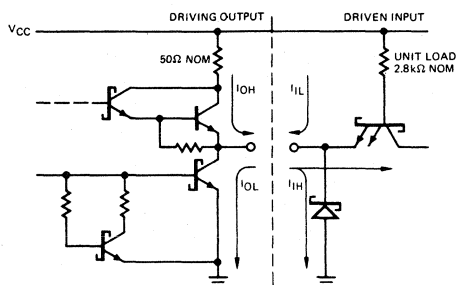 DRIVING OUTPUT
DRIVEN INPUT
VCC
50Ω NOM
UNIT LOAD
2.8kΩ NOM
IOH
IIL
IOL
IIH